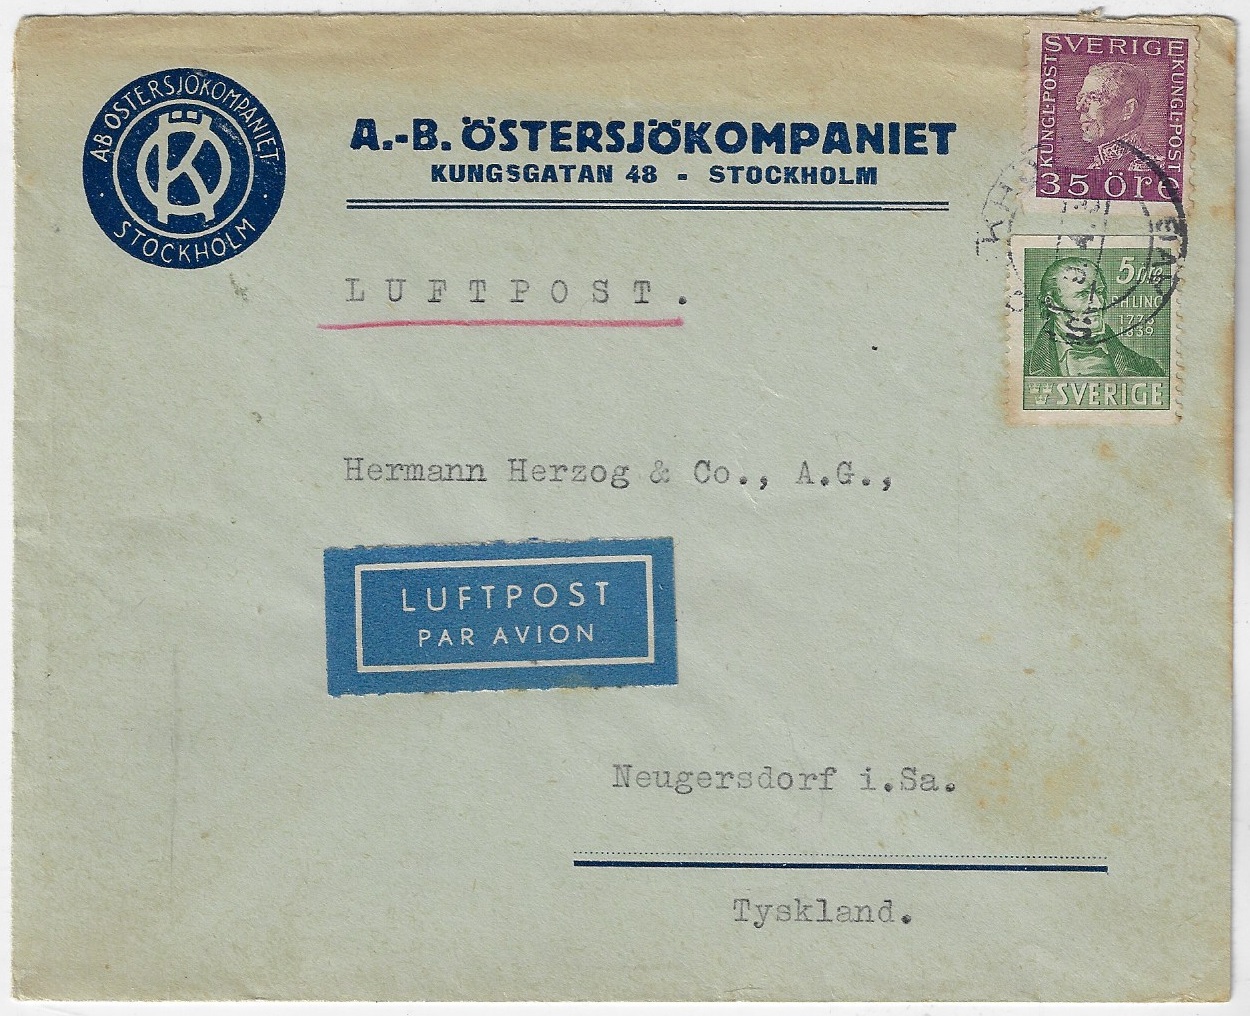 A.B. ÖSTERSJÖKOMPANIET
STOCKHOLM
ÖK
A.-B. ÖSTERSJÖKOMPANIET
KUNGSGATAN 48 - STOCKHOLM
SVERIGE
KUNGL·POST
KUNGL·POST
35 ÖRE
LUFTPOST.
5 ÖRE
P.H LING
1776
1839
SVERIGE
Hermann Herzog & Co., A.G.,
LUFTPOST
PAR AVION
Neugersdorf i.Sa.
Tyskland.